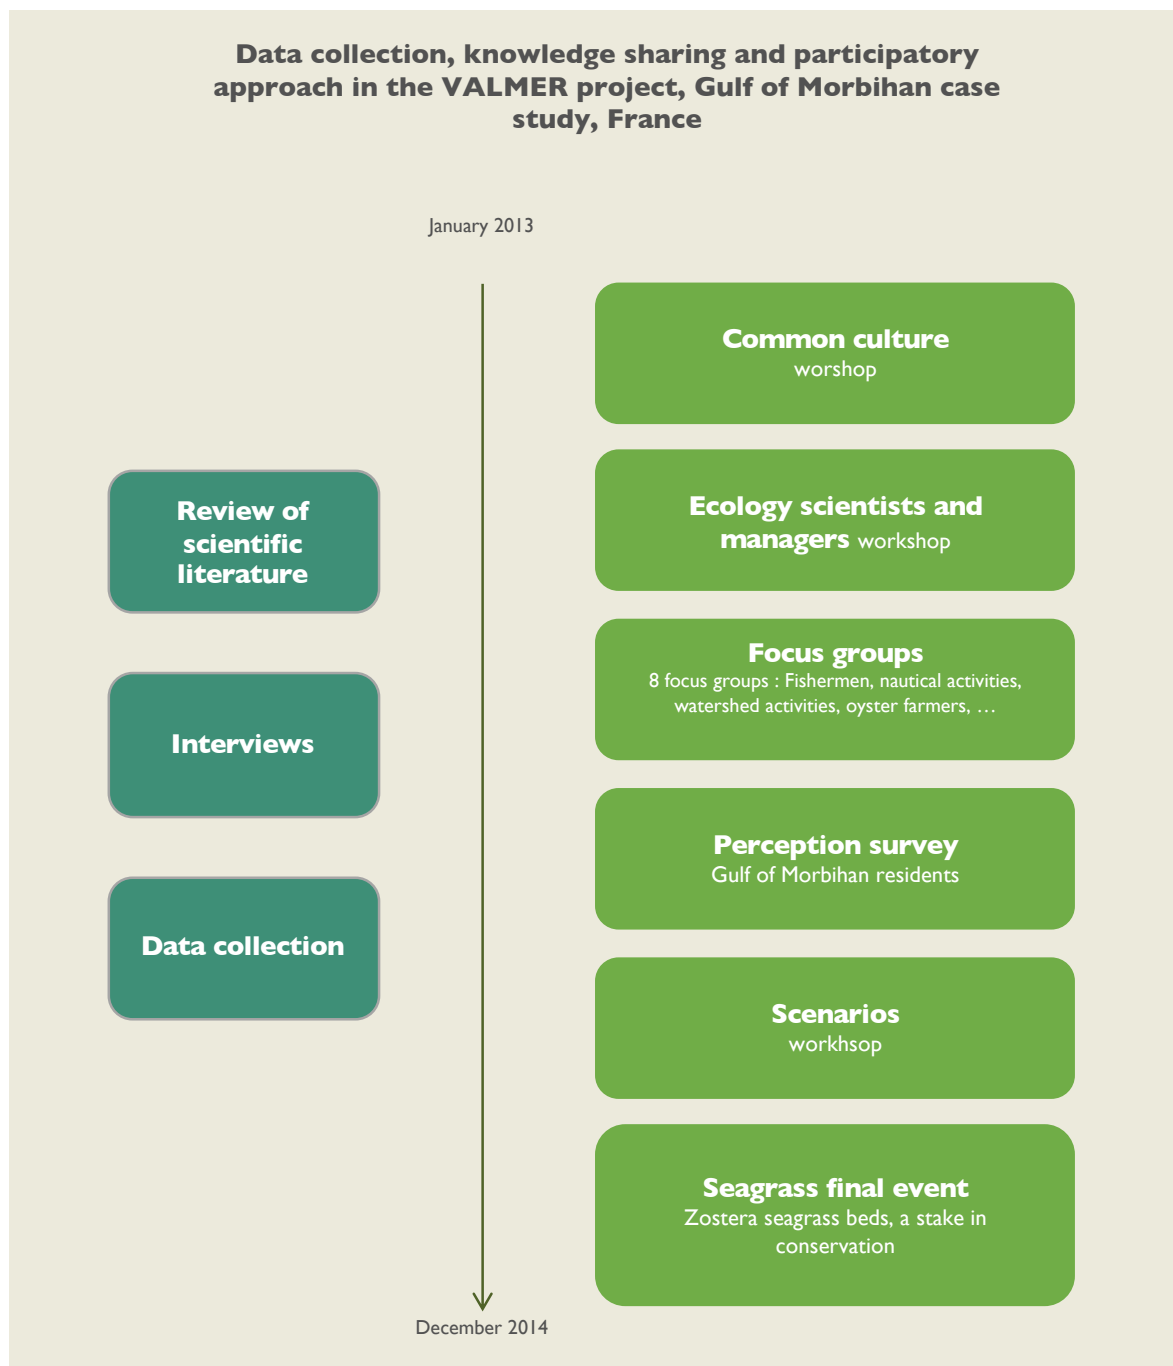 Data collection, knowledge sharing and participatory
approach in the VALMER project, Gulf of Morbihan case
study, France
January 2013
Review of
scientific
literature
Interviews
Data collection
Common culture
worshop
Ecology scientists and
managers workshop
Focus groups
8 focus groups : Fishermen, nautical activities,
watershed activities, oyster farmers, …
Perception survey
Gulf of Morbihan residents
Scenarios
workhsop
Seagrass final event
Zostera seagrass beds, a stake in
conservation
December 2014